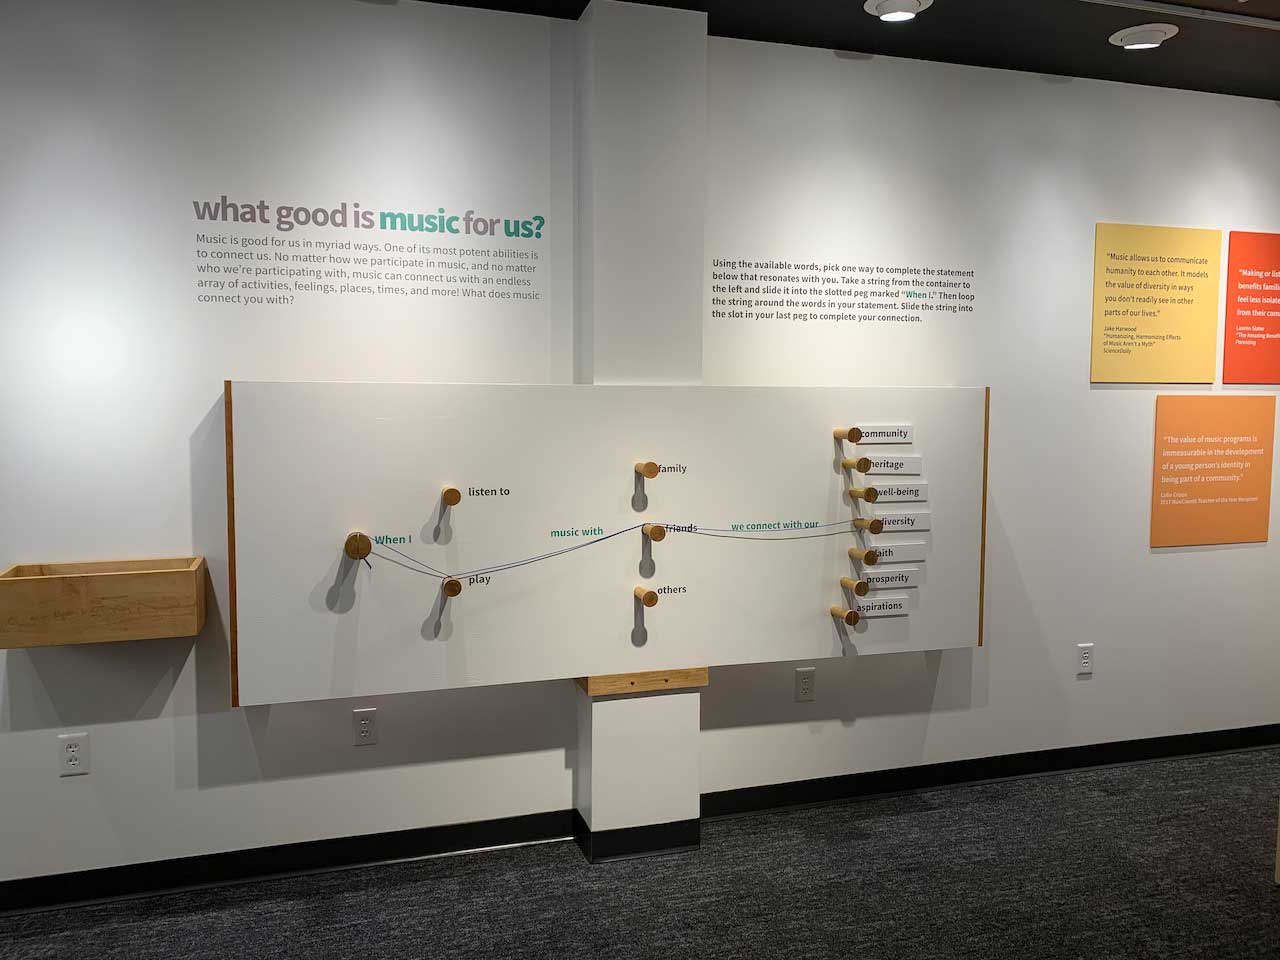 what good is music for us?
Music is good for us in myriad ways. One of its most potent abilities is
to connect us. No matter how we participate in music, and no matter
who we're participating with, music can connect us with an endless
array of activities, feelings, places, times, and more! What does music
connect you with?
Using the available words, pick one way to complete the statement
below that resonates with you. Take a string from the container to
the left and slide it into the slotted peg marked "When I." Then loop
the string around the words in your statement. Slide the string into
the slot in your last peg to complete your connection.
When I
listen to
play
music with
family
friends
others
we connect with our
community
heritage
well-being
diversity
faith
prosperity
aspirations
"Music allows us to communicate
humanity to each other. It models
the value of diversity in ways
you don't readily see in other
parts of our lives."
Jake Harwood
"Humanizing, Harmonizing Effects
of Music Aren't a Myth"
ScienceDaily
"Making or list
benefits famili
feel less isolate
from their com
"The Amazing Benef
Parenting
"The value of music programs is
immeasurable in the development
of a young person's identity in
being part of a community."